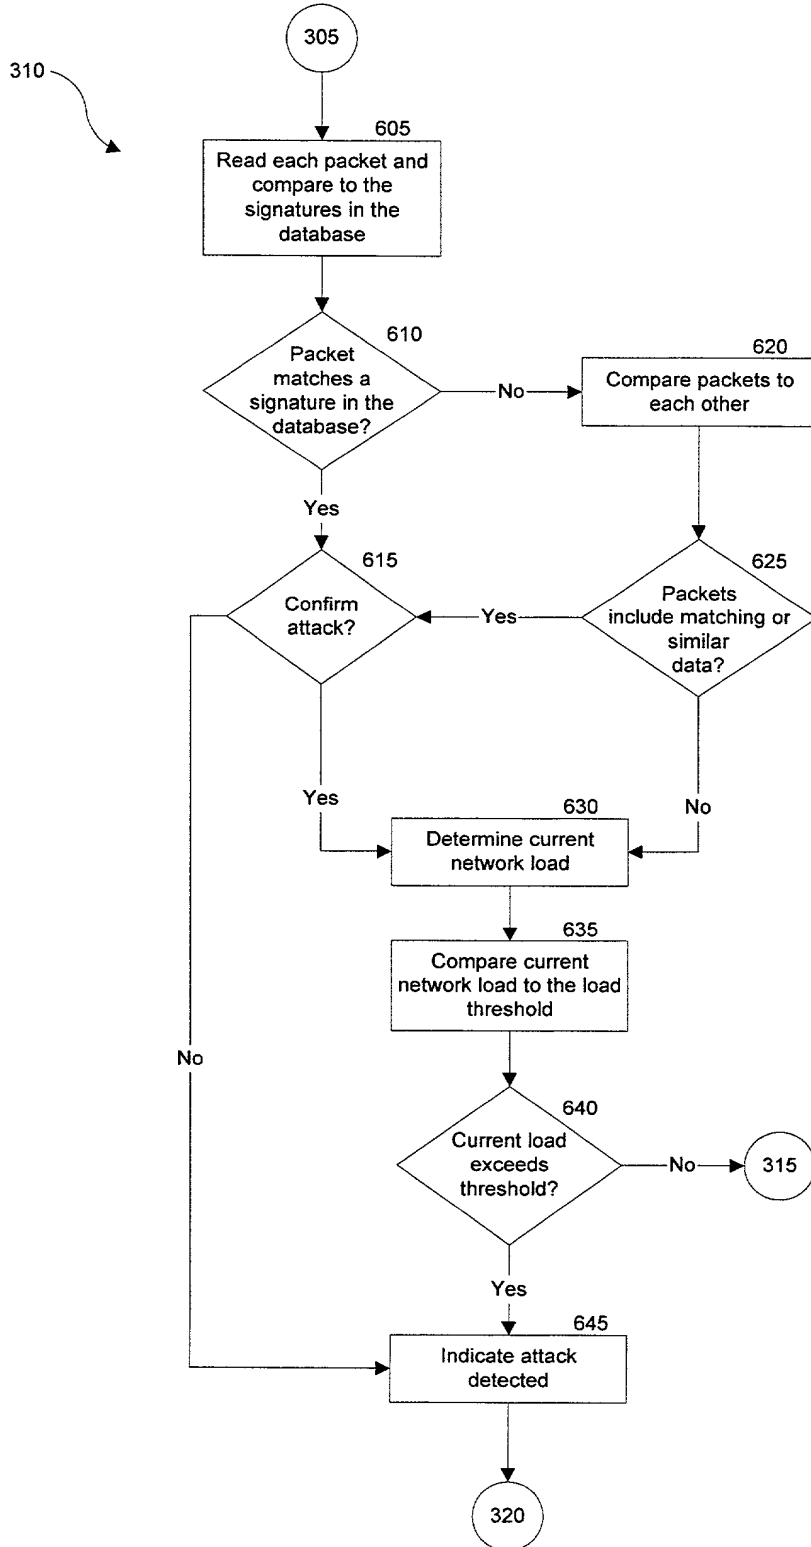 305
310
605
Read each packet and
compare to the
signatures in the
database
610
Packet
matches a
signature in the
database?
No
620
Compare packets to
each other
Yes
615
Confirm
attack?
Yes
625
Packets
include matching or
similar
data?
Yes
No
630
Determine current
network load
635
Compare current
network load to the load
threshold
No
640
Current load
exceeds
threshold?
No
315
Yes
645
Indicate attack
detected
320